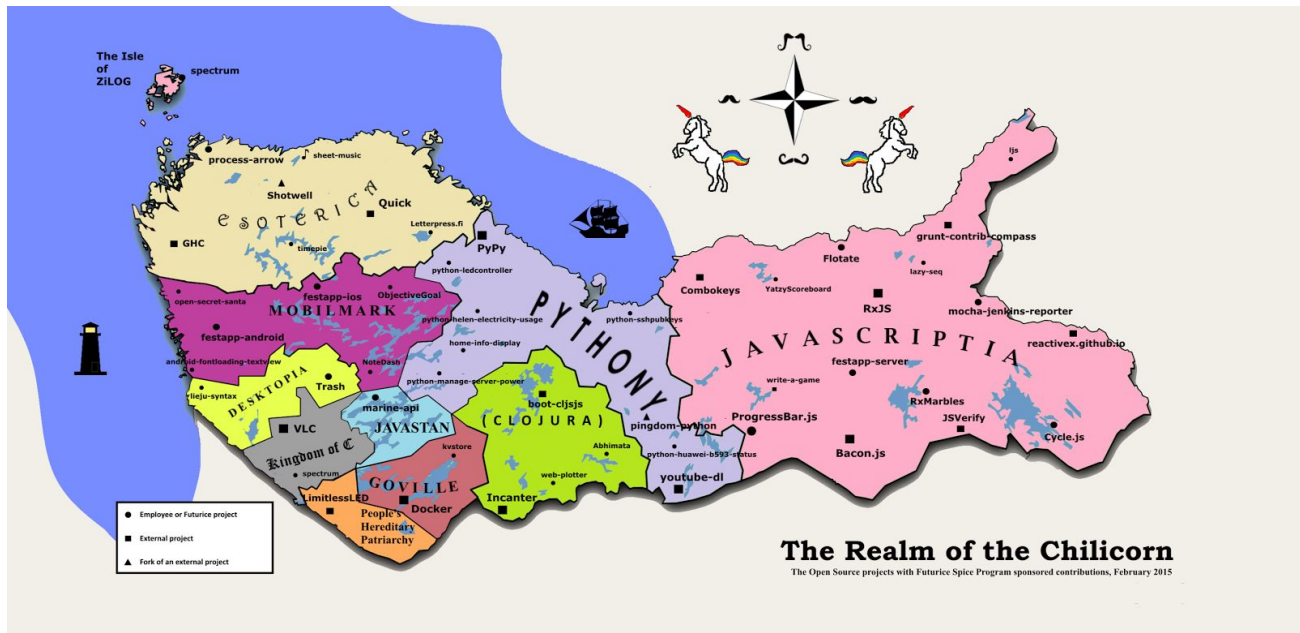 The Isle
of
ZiLOG
spectrum
process-arrow
sheet-music
Shotwell
ESOTERICA
Quick
GHC
Letterpress.fi
timepie
PyPy
python-ledcontroller
open-secret-santa
festapp-ios
ObjectiveGoal
MOBILMARK
festapp-android
python-helen-electricity-usage
python-sshpubkeys
PYTHONY
home-info-display
android-fontloading-textview
NoteDash
python-manage-server-power
lieju-syntax
DESKTOPIA
Trash
marine-api
JAVASTAN
VLC
Kingdom of C
spectrum
boot-cljsjs
(CLOJURA)
pingdom-python
kvstore
Abhimata
python-huawei-b593-status
GOVILLE
web-plotter
youtube-dl
LimitlessLED
Docker
Incanter
People's
Hereditary
Patriarchy
ljs
grunt-contrib-compass
Flotate
lazy-seq
Combokeys
YatzyScoreboard
RxJS
mocha-jenkins-reporter
JAVASCRIPTIA
reactivex.github.io
festapp-server
write-a-game
RxMarbles
ProgressBar.js
JSVerify
Cycle.js
Bacon.js
Employee or Futurice project
External project
Fork of an external project
The Realm of the Chilicorn
The Open Source projects with Futurice Spice Program sponsored contributions, February 2015